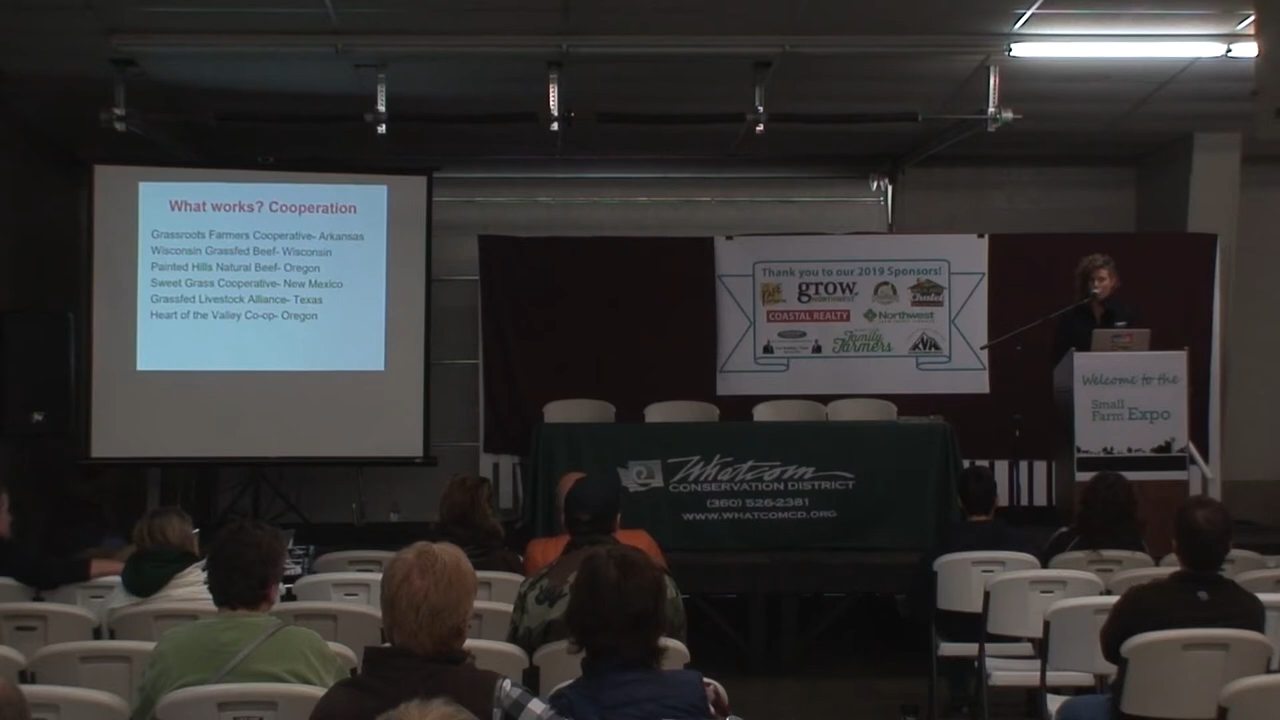 What works? Cooperation
Grassroots Farmers Cooperative- Arkansas
Wisconsin Grassfed Beef- Wisconsin
Painted Hills Natural Beef- Oregon
Sweet Grass Cooperative- New Mexico
Grassfed Livestock Alliance- Texas
Heart of the Valley Co-op- Oregon
Thank you to our 2019 Sponsors!
grow
NORTHWEST
COASTAL REALTY
Northwest
Family
Farmers
Welcome to the
Small
Farm Expo
Whatcom
CONSERVATION DISTRICT
(360) 526-2381
WWW.WHATCOMCD.ORG